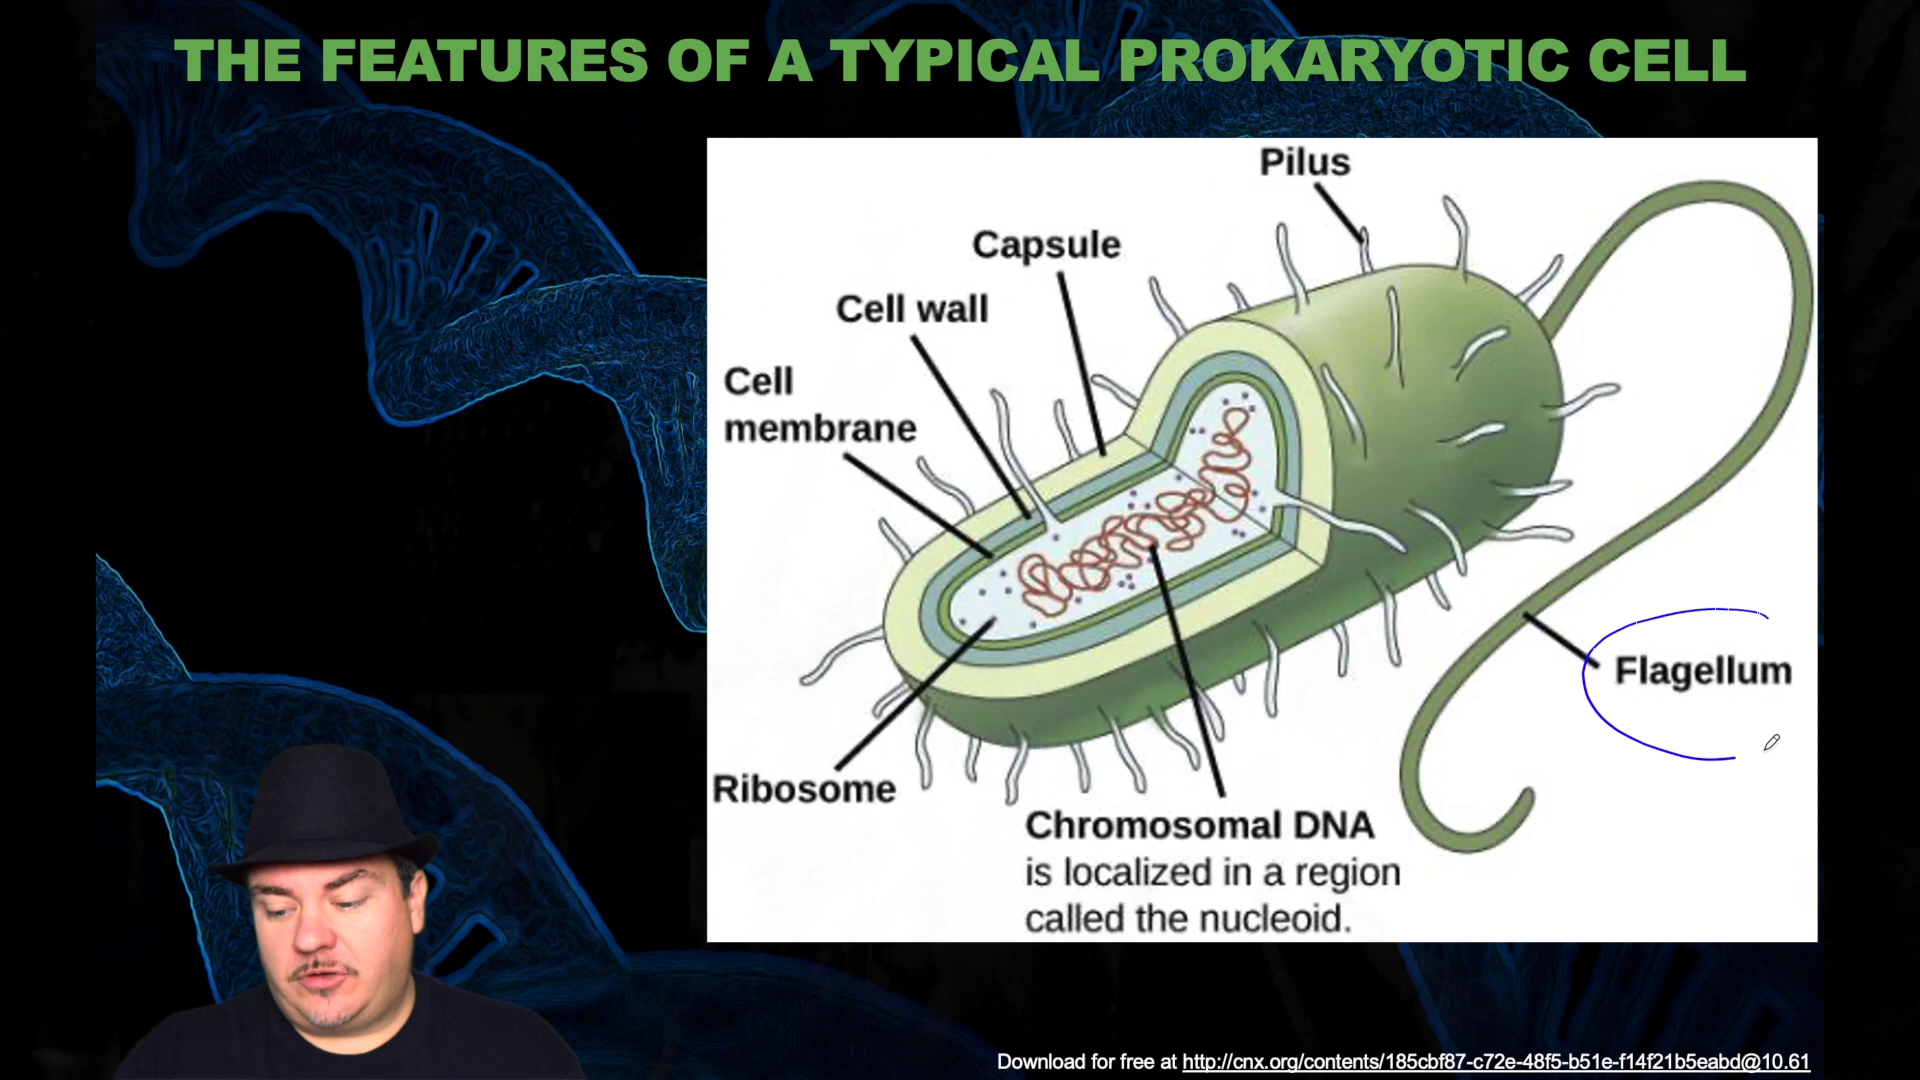 THE FEATURES OF A TYPICAL PROKARYOTIC CELL
Pilus
Capsule
Cell wall
Cell
membrane
Flagellum
Ribosome
Chromosomal DNA
is localized in a region
called the nucleoid.
Download for free at http://cnx.org/contents/185cbf87-c72e-48f5-b51e-f14f21b5eabd@10.61